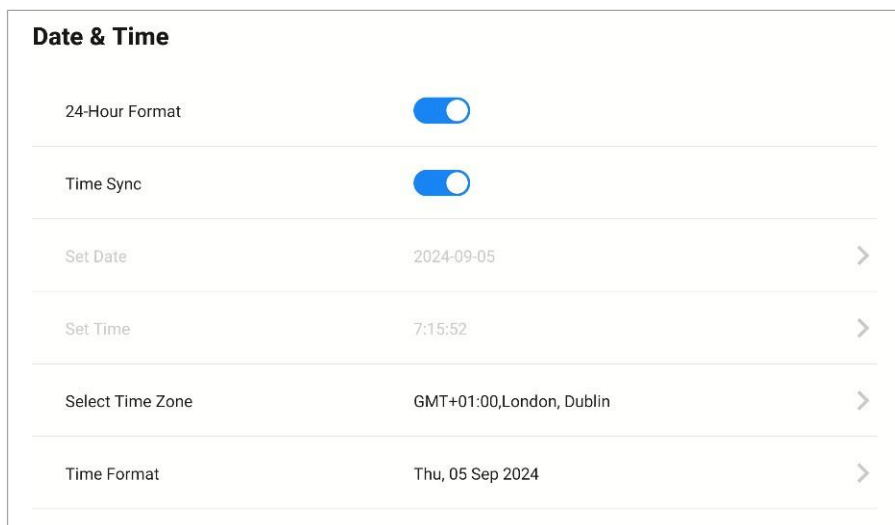 Date & Time
24-Hour Format
Time Sync
Set Date 2024-09-05
Set Time 7:15:52
Select Time Zone GMT+01:00,London, Dublin
Time Format Thu, 05 Sep 2024